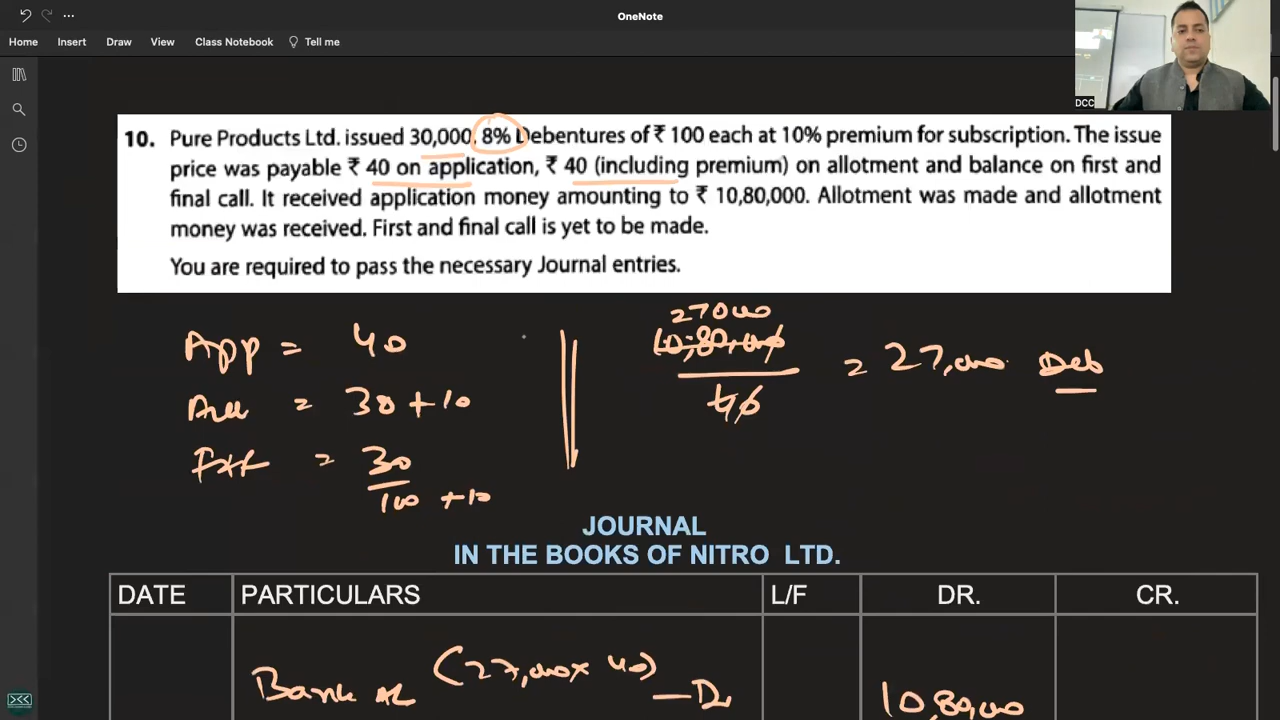 OneNote
Home Insert Draw View Class Notebook Tell me
DCC
10. Pure Products Ltd. issued 30,000, 8% Debentures of ₹ 100 each at 10% premium for subscription. The issue
price was payable ₹ 40 on application, ₹ 40 (including premium) on allotment and balance on first and
final call. It received application money amounting to ₹ 10,80,000. Allotment was made and allotment
money was received. First and final call is yet to be made.
You are required to pass the necessary Journal entries.
App = 40
All = 30 + 10
= 30
100 + 10
27000
10,80,000
40
= 27,000 Deb
JOURNAL
IN THE BOOKS OF NITRO LTD.
DATE PARTICULARS L/F DR. CR.
Bank Ac (27,000 x 40) — Dr 10,80,000